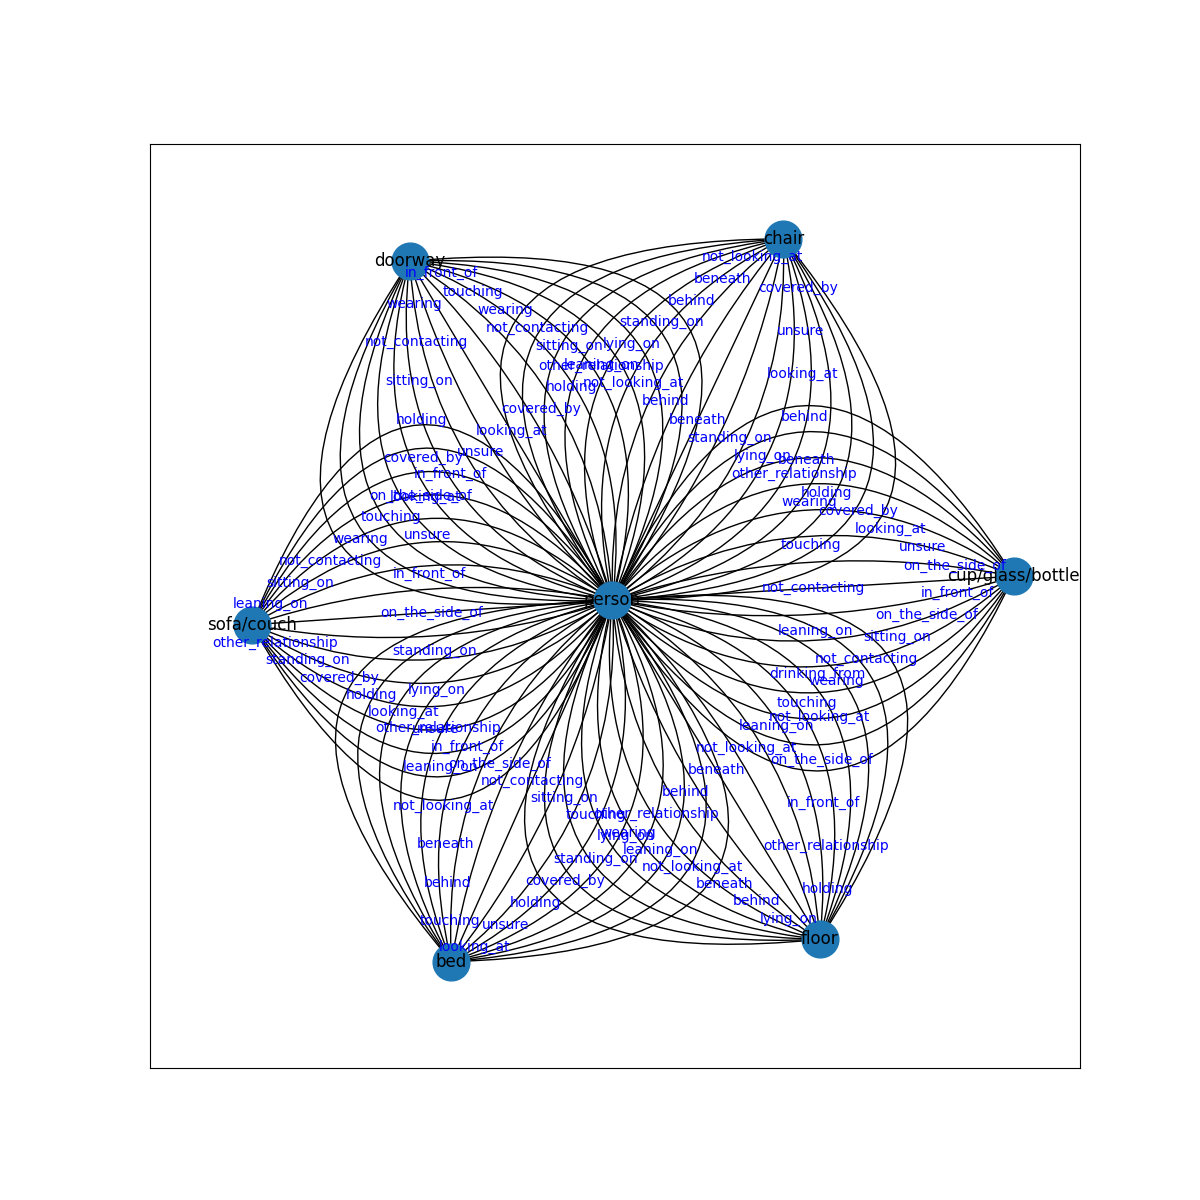 chair
not_looking_at
doorway
in_front_of
beneath
covered_by
touching
behind
wearing
wearing
standing_on
not_contacting
unsure
not_contacting
sitting_on
lying_on
other_relationship
leaning_on
looking_at
sitting_on
not_looking_at
holding
behind
covered_by
behind
holding
beneath
looking_at
standing_on
unsure
covered_by
lying_on
beneath
in_front_of
other_relationship
on_the_side_of
looking_at
holding
wearing
covered_by
touching
looking_at
unsure
wearing
touching
unsure
not_contacting
on_the_side_of
in_front_of
cup/glass/bottle
sitting_on
not_contacting
in_front_of
leaning_on
person
on_the_side_of
on_the_side_of
sofa/couch
leaning_on
sitting_on
other_relationship
standing_on
standing_on
not_contacting
drinking_from
covered_by
wearing
lying_on
holding
touching
looking_at
not_looking_at
leaning_on
other_relationship
unsure
in_front_of
not_looking_at
on_the_side_of
on_the_side_of
leaning_on
beneath
not_contacting
behind
sitting_on
in_front_of
not_looking_at
touching
other_relationship
wearing
lying_on
beneath
other_relationship
leaning_on
standing_on
not_looking_at
behind
covered_by
beneath
holding
holding
behind
touching
unsure
lying_on
floor
looking_at
bed